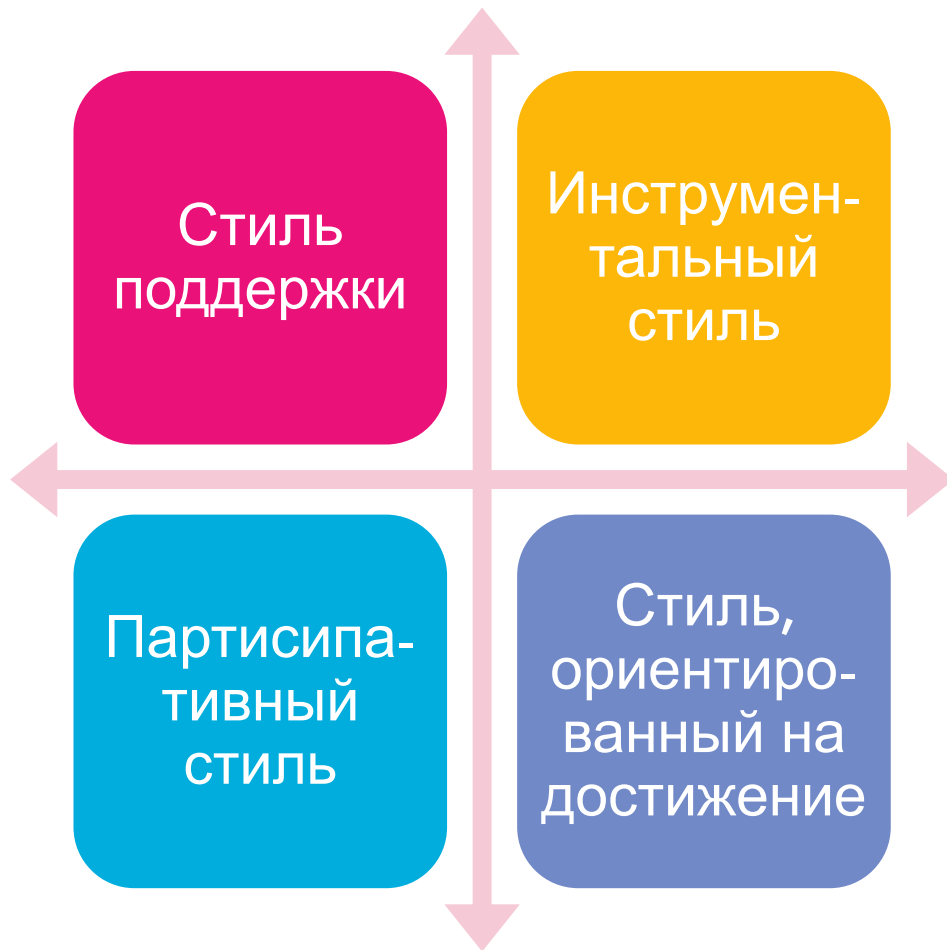 Стиль
поддержки
Инструмен-
тальный
стиль
Партисипа-
тивный
стиль
Стиль,
ориентиро-
ванный на
достижение